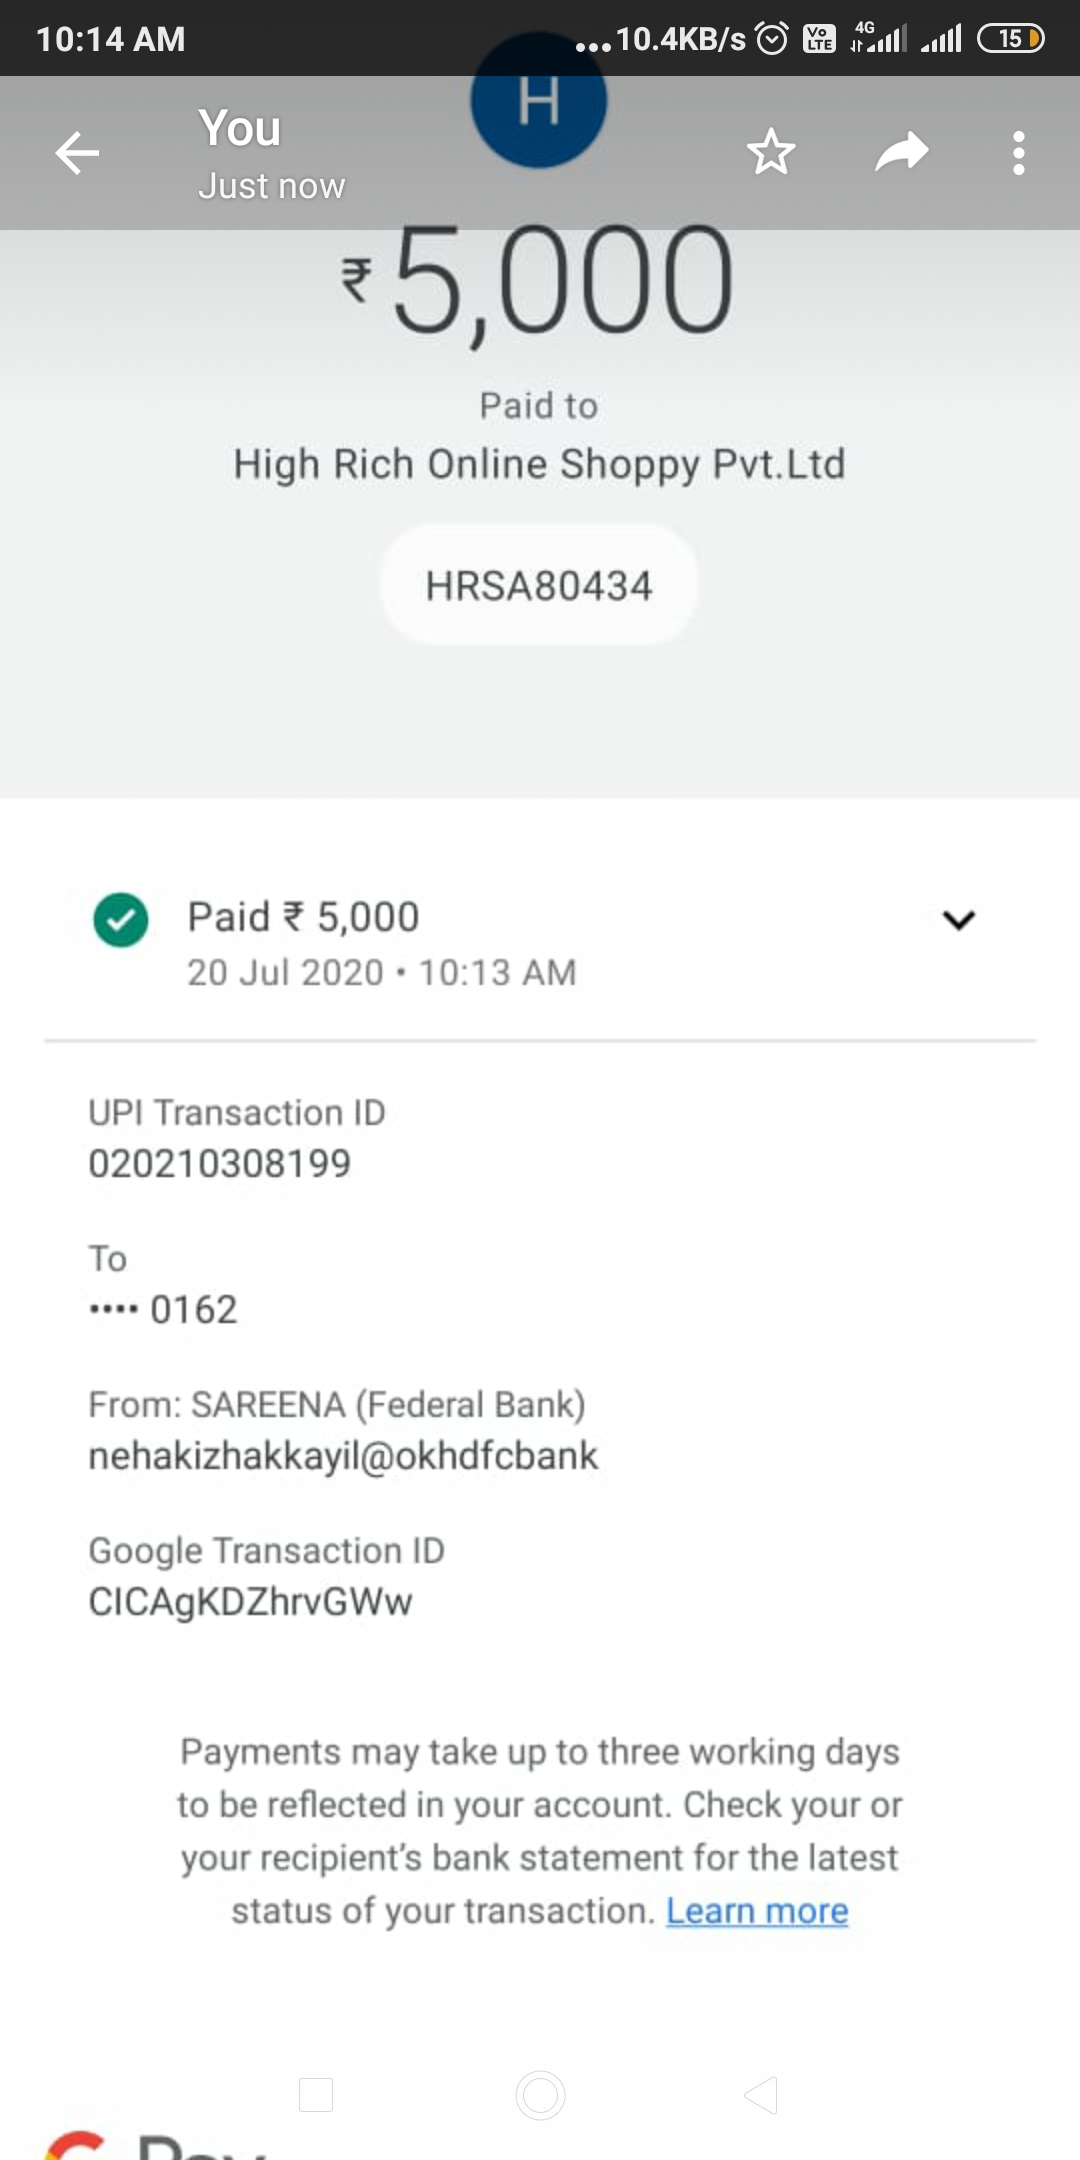 10:14 AM
...10.4KB/s Vo LTE 4G 15
H
You
Just now
₹5,000
Paid to
High Rich Online Shoppy Pvt.Ltd
HRSA80434
Paid ₹ 5,000
20 Jul 2020 • 10:13 AM
UPI Transaction ID
020210308199
To
•••• 0162
From: SAREENA (Federal Bank)
nehakizhakkayil@okhdfcbank
Google Transaction ID
CICAgKDZhrvGWw
Payments may take up to three working days
to be reflected in your account. Check your or
your recipient's bank statement for the latest
status of your transaction. Learn more
G Pay